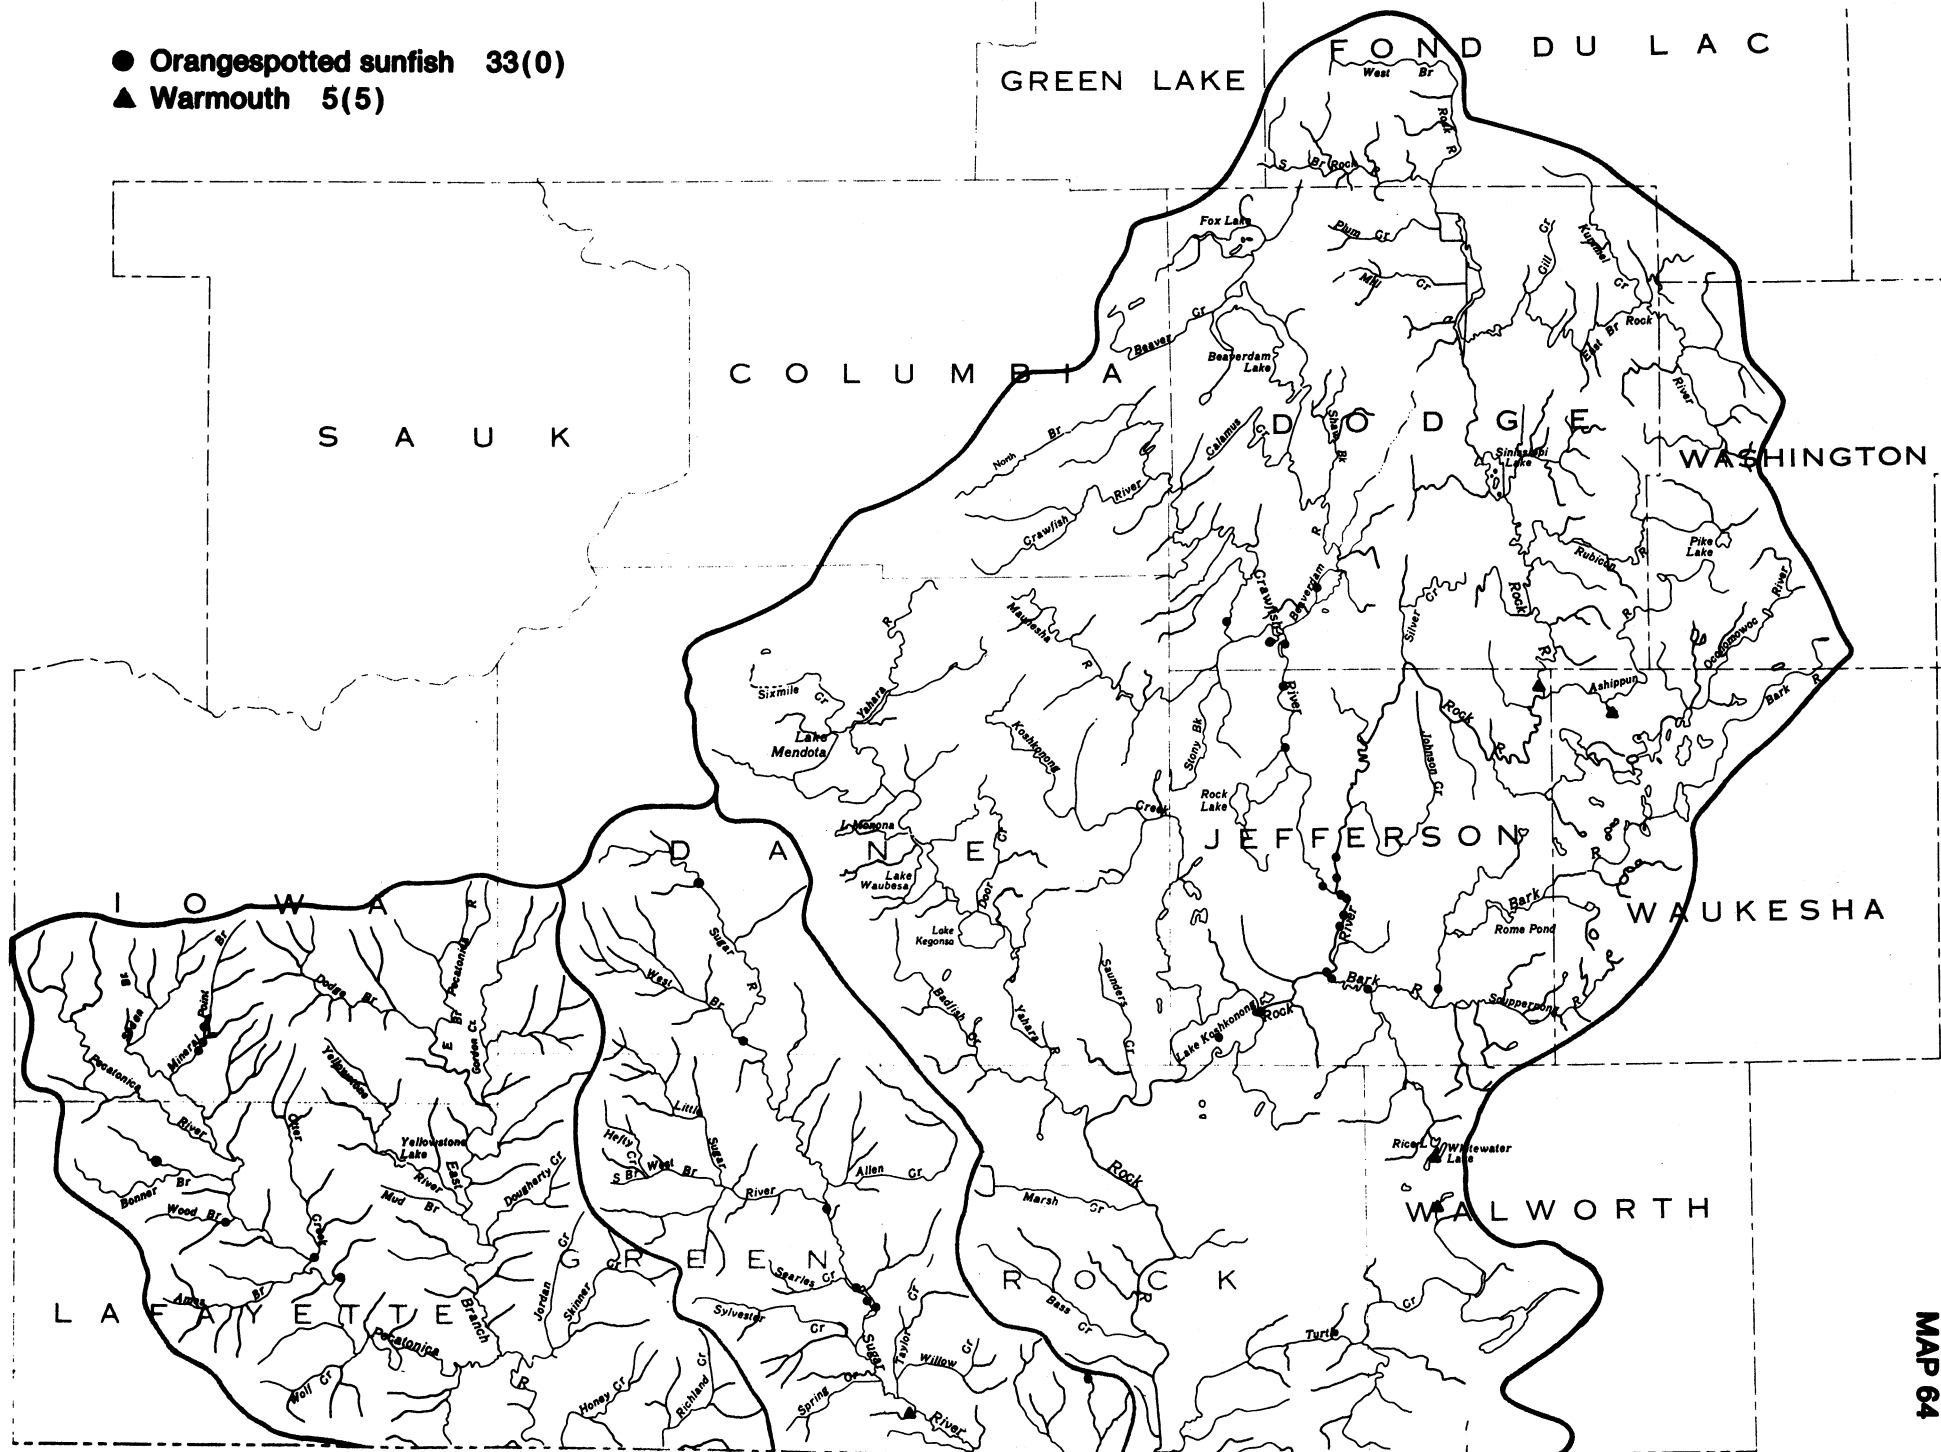 ● Orangespotted sunfish 33(0)
▲ Warmouth 5(5)
FOND DU LAC
GREEN LAKE
West Br
Rock R
S Br Rock R
Fox Lake
Plum Cr
Gill Cr
Kummel Cr
Mill Cr
Beaver Cr
East Br Rock
River
Beaverdam
Lake
COLUMBIA
SAUK
DODGE
North Br
Calamus Cr
Shaw Bk
Sinissippi
Lake
WASHINGTON
Crawfish River
R
Rubicon R
Pike
Lake
Crawfish
Beaverdam
Rock
R
Silver Cr
Maunesha
R
Oconomowoc River
R
Sixmile Cr
Yahara
R
River
Ashippun
Bark R
Lake
Mendota
Koshkonong
Stony Bk
Rock
R
Johnson Cr
Rock
Lake
Creek
L Monona
JEFFERSON
DANE
Cr
Lake
Waubesa
Door
R
Bark
River
WAUKESHA
Rome Pond
IOWA
R
Br
Lake
Kegonsa
Sugar
R
Pecatonica
West Br
Dodge Br
Saunders
Cr
Bark R
Scuppernong R
Badfish Cr
Yahara
R
Lake Koshkonong
Rock
Mineral Point
Br
E
Gordon Cr
Yellowstone
Pecatonica
River
Otter
Little
Sugar
Hefty
Cr
West Br
S Br
Yellowstone
Lake
River
East
Dougherty Cr
Rice L
Whitewater
Lake
Allen Cr
River
Rock
Bonner Br
Mud Br
Wood Br
Marsh Cr
WALWORTH
Creek
Cr
GREEN
Searles Cr
ROCK
Ames Br
LAFAYETTE
Branch
Jordan
Skinner Cr
Sylvester Cr
Cr
Bass
Cr
R
Cr
Turtle
Pecatonica
Sugar
Taylor
Willow Cr
Wolf Cr
R
Honey Cr
Richland Cr
Spring Cr
River
MAP 64